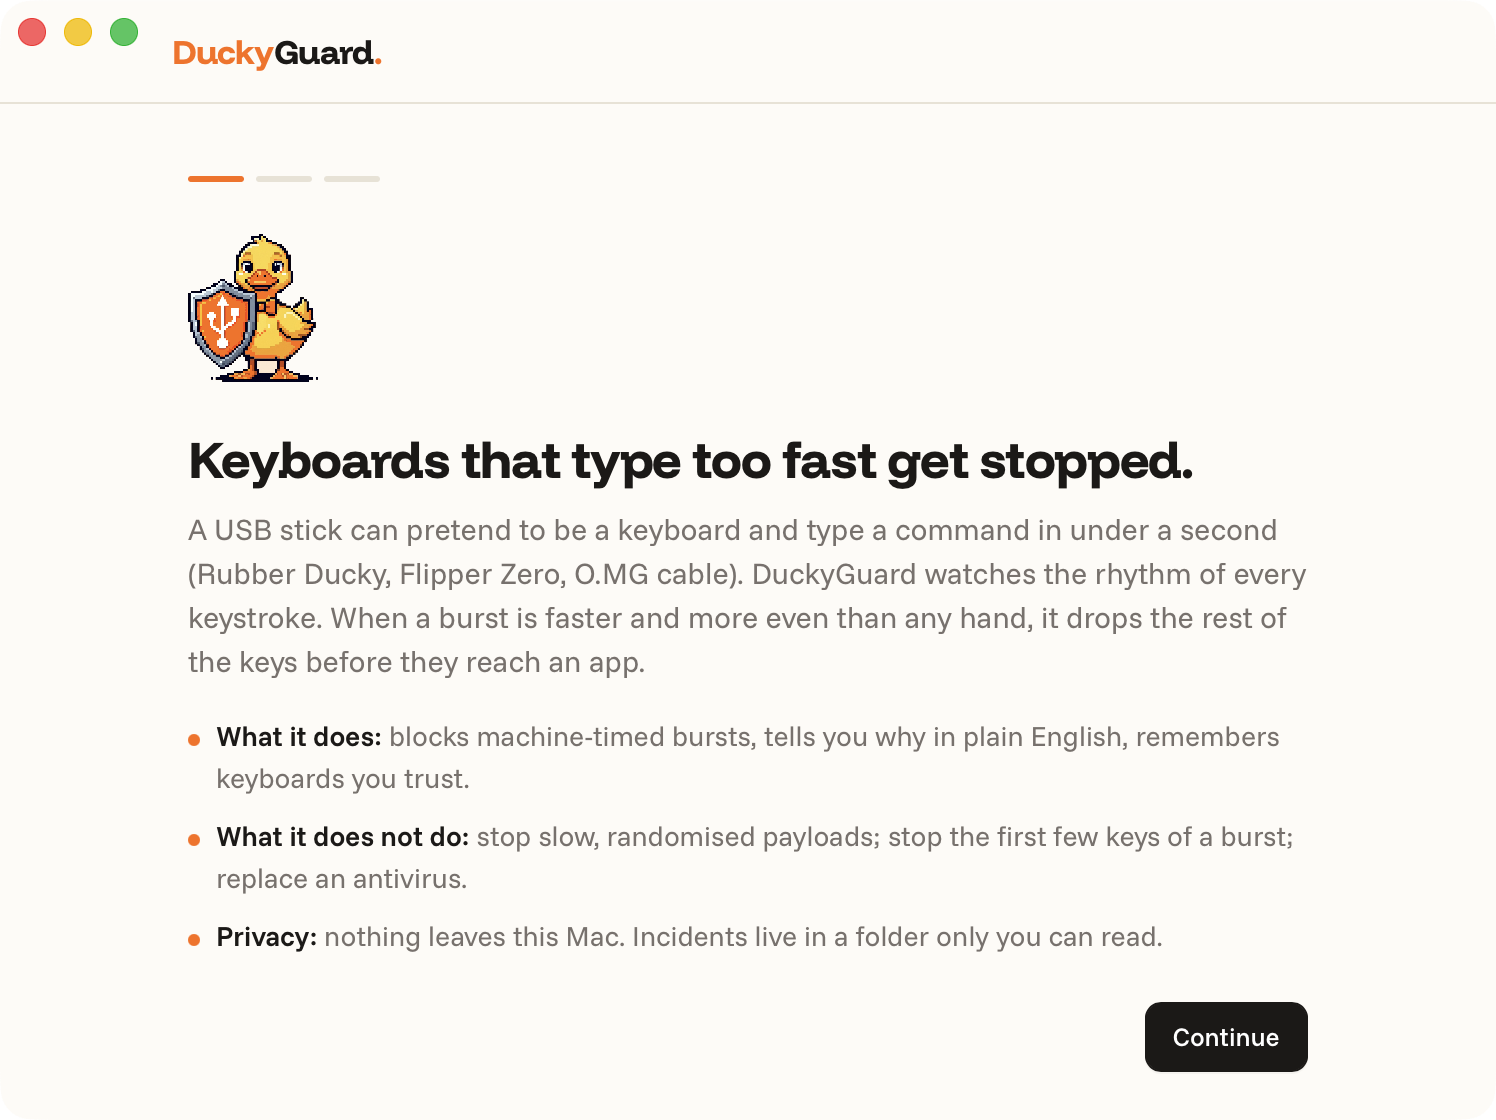 DuckyGuard.
Keyboards that type too fast get stopped.
A USB stick can pretend to be a keyboard and type a command in under a second
(Rubber Ducky, Flipper Zero, O.MG cable). DuckyGuard watches the rhythm of every
keystroke. When a burst is faster and more even than any hand, it drops the rest of
the keys before they reach an app.
What it does: blocks machine-timed bursts, tells you why in plain English, remembers
keyboards you trust.
What it does not do: stop slow, randomised payloads; stop the first few keys of a burst;
replace an antivirus.
Privacy: nothing leaves this Mac. Incidents live in a folder only you can read.
Continue